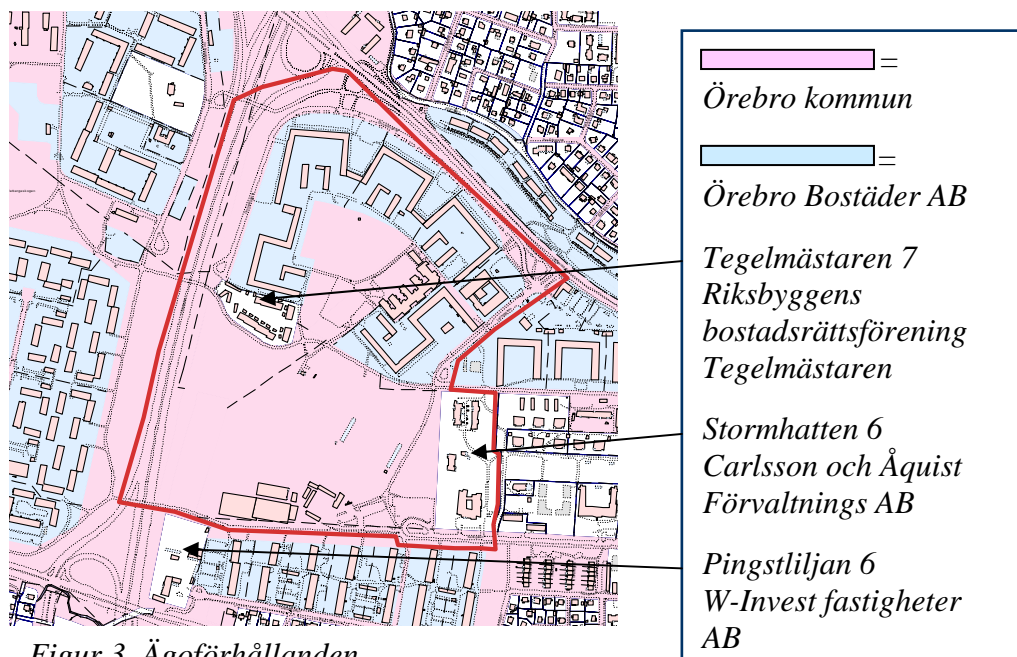 =
Örebro kommun
=
Örebro Bostäder AB
Tegelmästaren 7
Riksbyggens
bostadsrättsförening
Tegelmästaren
Stormhatten 6
Carlsson och Åquist
Förvaltnings AB
Pingstliljan 6
W-Invest fastigheter
AB
Figur 3. Ägoförhållanden